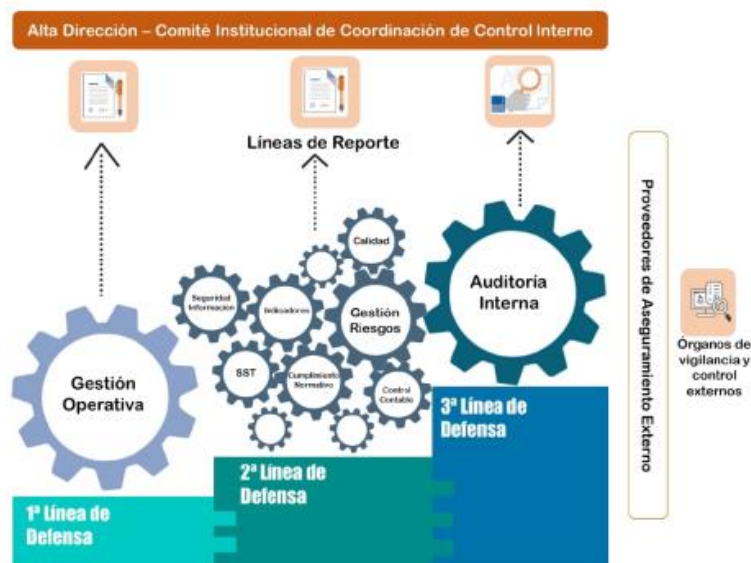 Alta Dirección – Comité Institucional de Coordinación de Control Interno
Líneas de Reporte
Calidad
Seguridad
Información
Indicadores
Gestión
Riesgos
Auditoría
Interna
SST
Cumplimiento
Normativo
Control
Contable
Gestión
Operativa
1ª Línea de
Defensa
2ª Línea de
Defensa
3ª Línea de
Defensa
Proveedores de Aseguramiento Externo
Órganos de
vigilancia y
control
externos